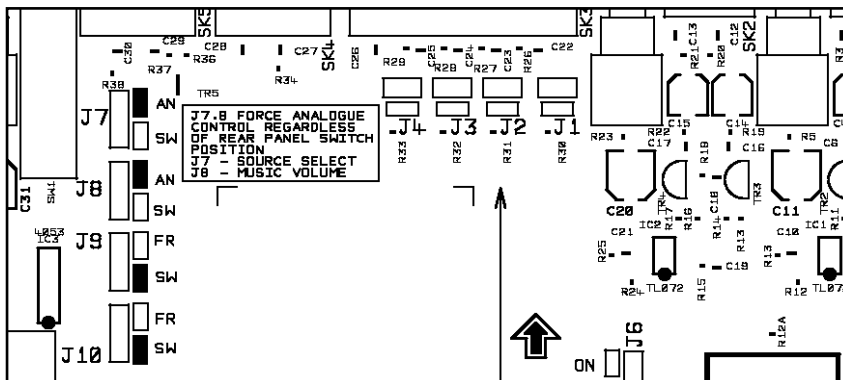 SK5
SK4
SK3
SK2
C30
C29
R36
R37
R38
C28
C27
R34
C26
R29
C25
R28
C24
R27
C23
R26
C22
C13
C12
R21
R20
TR5
J7
AN
SW
J7.8 FORCE ANALOGUE
CONTROL REGARDLESS
OF REAR PANEL SWITCH
POSITION
J7 - SOURCE SELECT
J8 - MUSIC VOLUME
J4
J3
J2
J1
R33
R32
R31
R30
C15
C14
R23
R22
C17
R19
C16
R5
C6
R18
C18
J8
AN
SW
C31
SW1
C20
TR4
TR3
C11
TR2
R17
R16
R14
R13
R11
4053
IC3
J9
FR
SW
C21
IC2
R25
C10
IC1
R13
C19
R24
TL072
R15
R12
TL072
J10
FR
SW
J6
ON
R12A